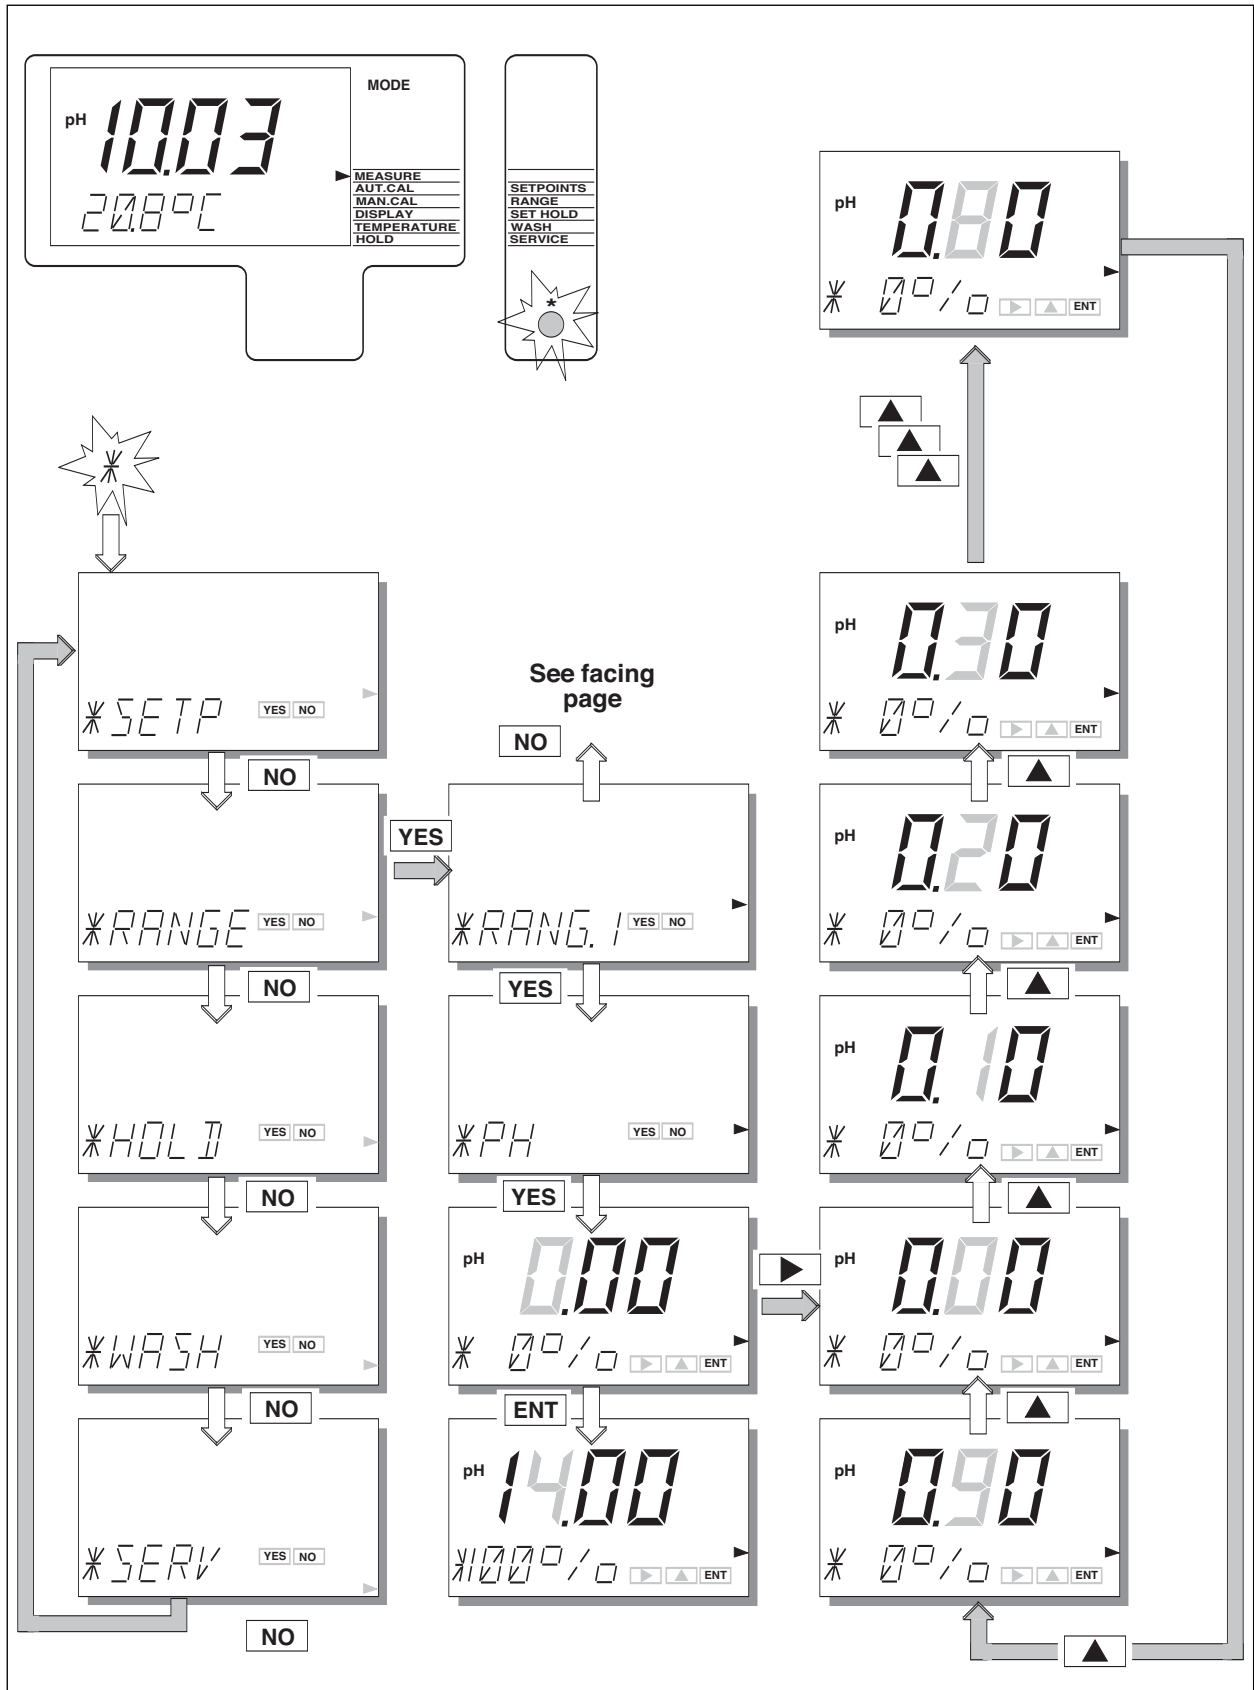 MODE
pH 10.03
20.8°C
MEASURE
AUT.CAL
MAN.CAL
DISPLAY
TEMPERATURE
HOLD
SETPOINTS
RANGE
SET HOLD
WASH
SERVICE
*
*
*SETP YES NO
NO
*RANGE YES NO
NO
*HOLD YES NO
NO
*WASH YES NO
NO
*SERV YES NO
NO
YES
See facing
page
NO
*RANG.1 YES NO
YES
*PH YES NO
YES
pH 0.00
* 0% ▶ ▲ ENT
ENT
pH 14.00
*100% ▶ ▲ ENT
▶
pH 0.80
* 0% ▶ ▲ ENT
▲
▲
▲
pH 0.30
* 0% ▶ ▲ ENT
▲
pH 0.20
* 0% ▶ ▲ ENT
▲
pH 0.10
* 0% ▶ ▲ ENT
▲
pH 0.00
* 0% ▶ ▲ ENT
▲
pH 0.90
* 0% ▶ ▲ ENT
▲